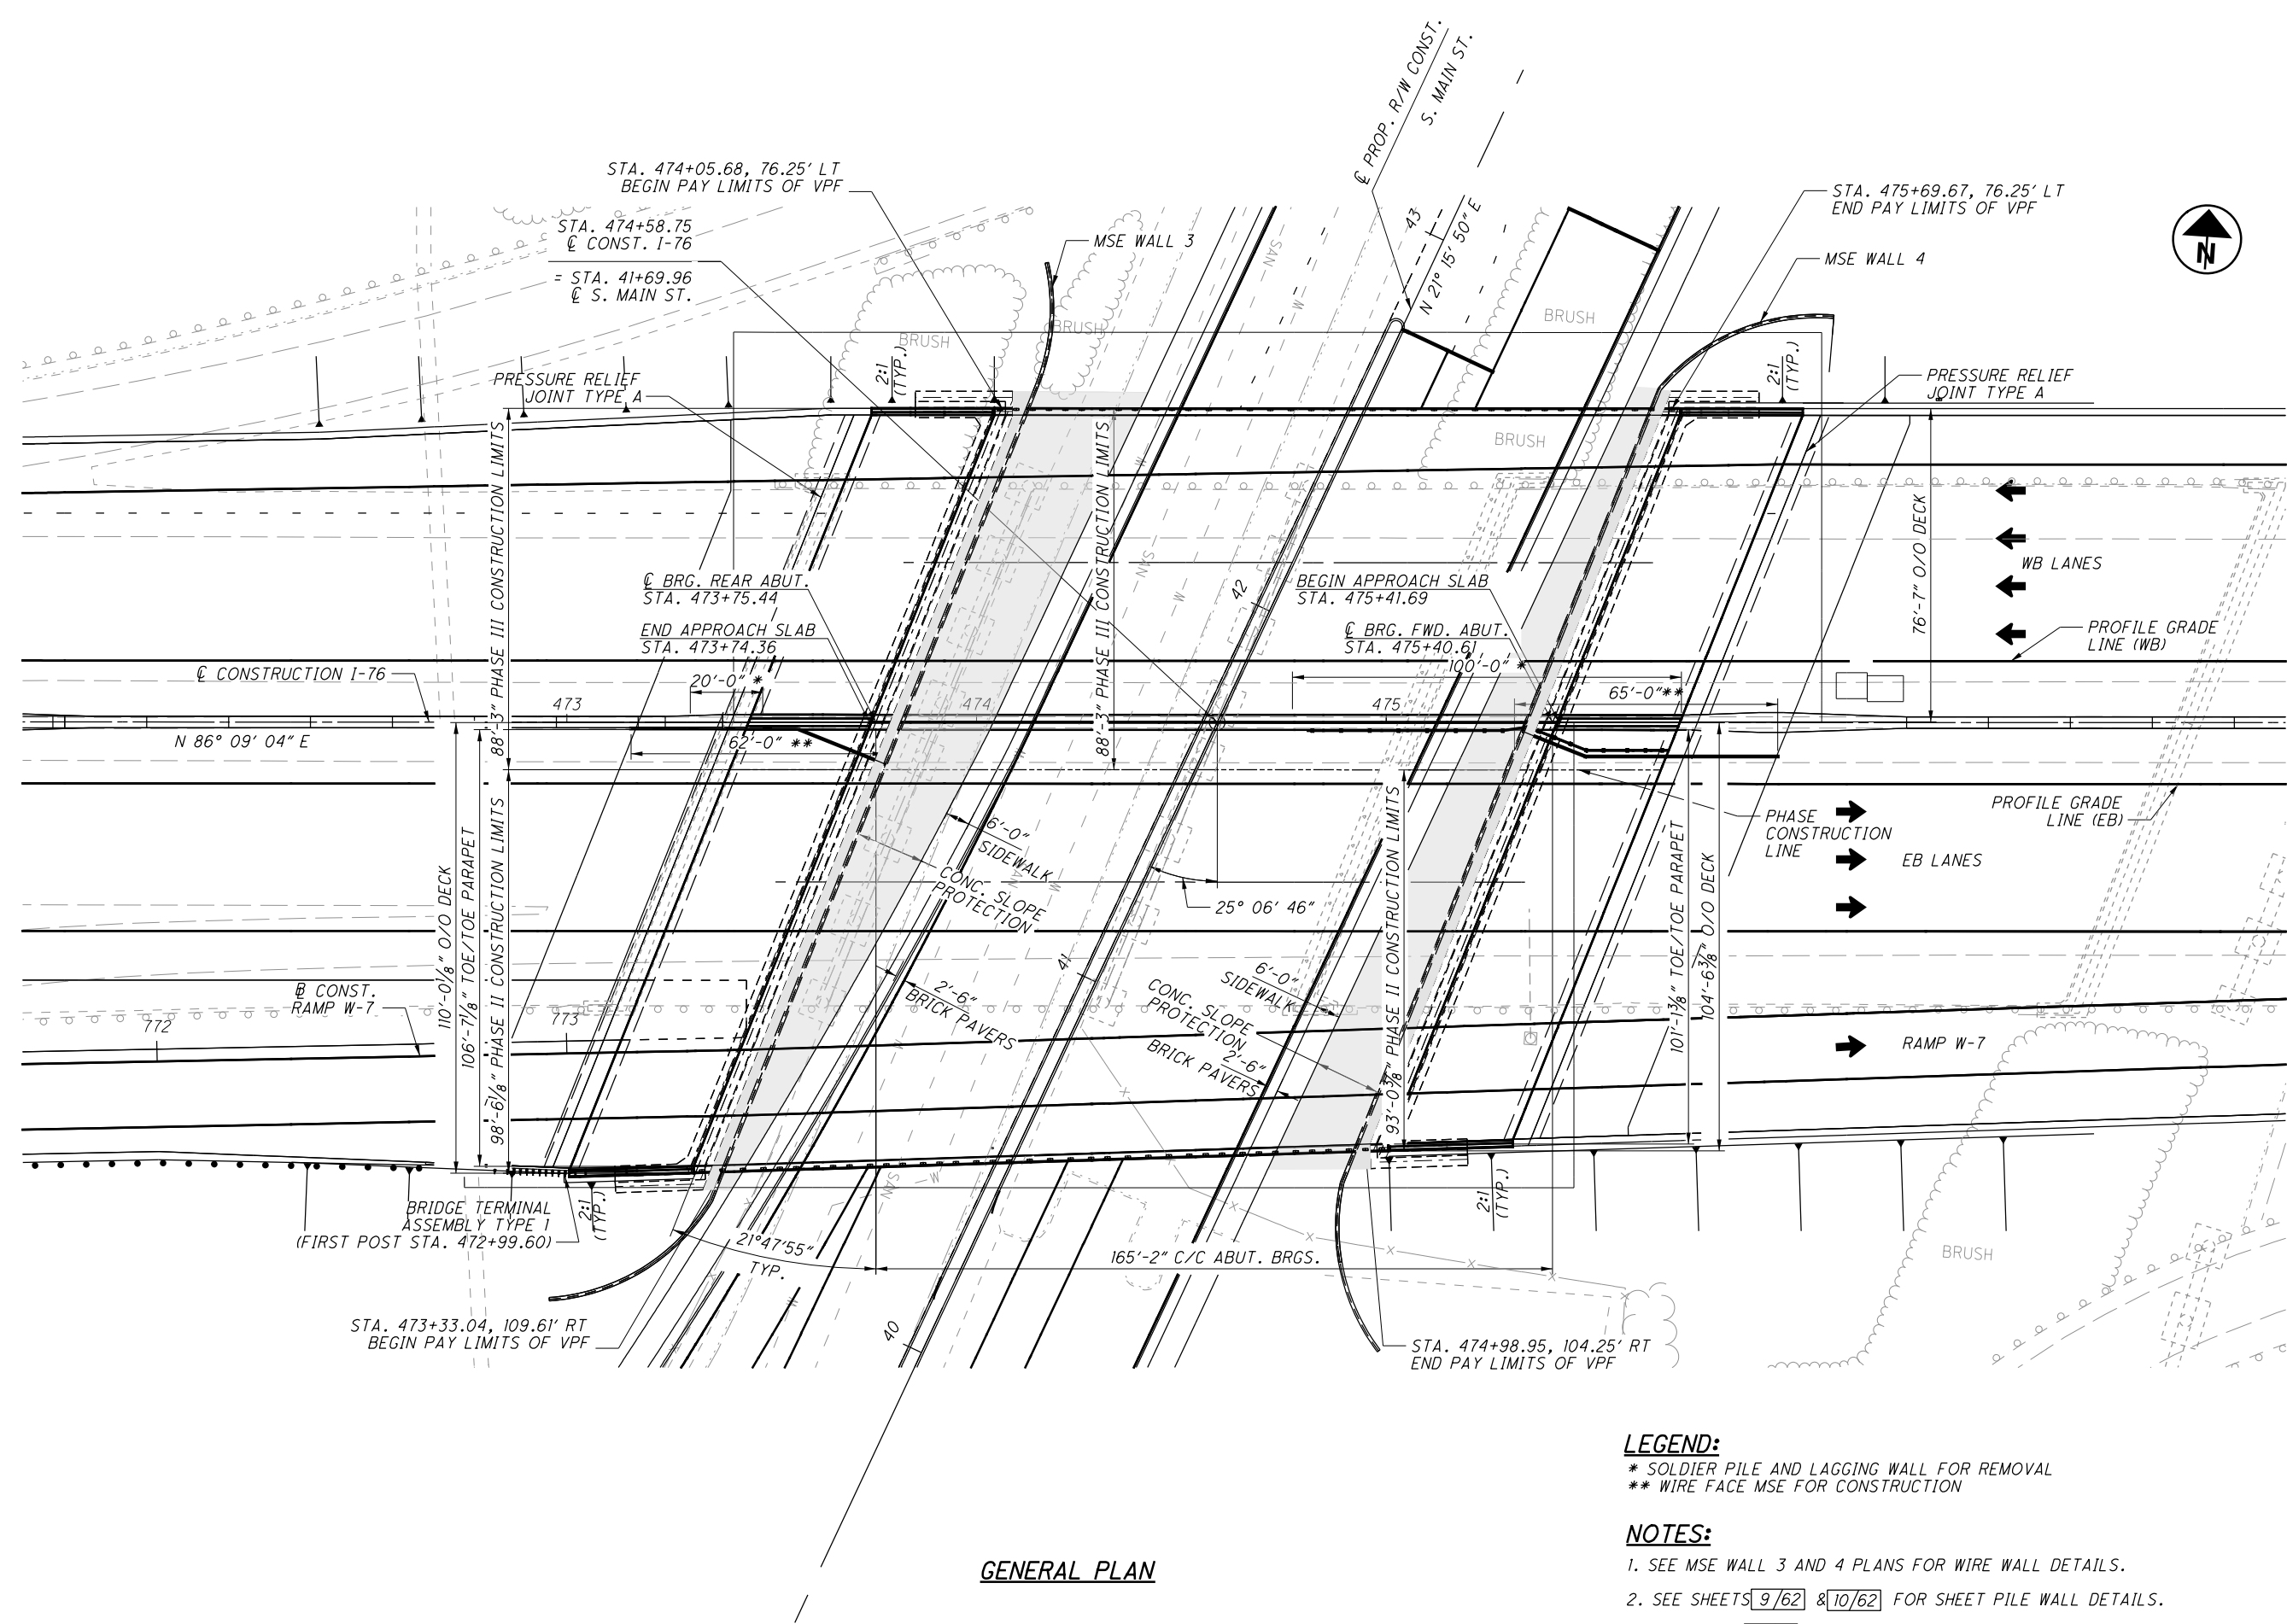 ℄ PROP. R/W CONST.
S. MAIN ST.
STA. 474+05.68, 76.25' LT
BEGIN PAY LIMITS OF VPF
STA. 475+69.67, 76.25' LT
END PAY LIMITS OF VPF
STA. 474+58.75
℄ CONST. I-76
= STA. 41+69.96
℄ S. MAIN ST.
MSE WALL 3
MSE WALL 4
N
43
N 21° 15' 50" E
SAN
W
BRUSH
BRUSH
BRUSH
BRUSH
2:1
(TYP.)
2:1
(TYP.)
PRESSURE RELIEF
JOINT TYPE A
PRESSURE RELIEF
JOINT TYPE A
88'-3" PHASE III CONSTRUCTION LIMITS
88'-3" PHASE III CONSTRUCTION LIMITS
W
SAN
W
76'-7" O/O DECK
WB LANES
℄ BRG. REAR ABUT.
STA. 473+75.44
BEGIN APPROACH SLAB
STA. 475+41.69
42
END APPROACH SLAB
STA. 473+74.36
℄ BRG. FWD. ABUT.
STA. 475+40.61
PROFILE GRADE
LINE (WB)
℄ CONSTRUCTION I-76
20'-0" *
100'-0" *
65'-0"**
473
474
475
N 86° 09' 04" E
62'-0" **
PROFILE GRADE
LINE (EB)
PHASE
CONSTRUCTION
LINE
EB LANES
6'-0"
SIDEWALK
CONC. SLOPE
PROTECTION
25° 06' 46"
110'-0⅛" O/O DECK
106'-7⅛" TOE/TOE PARAPET
98'-6⅛" PHASE II CONSTRUCTION LIMITS
93'-0⅜" PHASE II CONSTRUCTION LIMITS
101'-1⅜" TOE/TOE PARAPET
104'-6⅜" O/O DECK
41
6'-0"
SIDEWALK
CONC. SLOPE
PROTECTION
2'-6"
BRICK PAVERS
2'-6"
BRICK PAVERS
B CONST.
RAMP W-7
772
773
RAMP W-7
BRIDGE TERMINAL
ASSEMBLY TYPE 1
(FIRST POST STA. 472+99.60)
2:1
(TYP.)
2:1
(TYP.)
SAN
W
21°47'55"
TYP.
165'-2" C/C ABUT. BRGS.
BRUSH
40
STA. 473+33.04, 109.61' RT
BEGIN PAY LIMITS OF VPF
STA. 474+98.95, 104.25' RT
END PAY LIMITS OF VPF
LEGEND:
* SOLDIER PILE AND LAGGING WALL FOR REMOVAL
** WIRE FACE MSE FOR CONSTRUCTION
NOTES:
1. SEE MSE WALL 3 AND 4 PLANS FOR WIRE WALL DETAILS.
2. SEE SHEETS 9/62 & 10/62 FOR SHEET PILE WALL DETAILS.
GENERAL PLAN